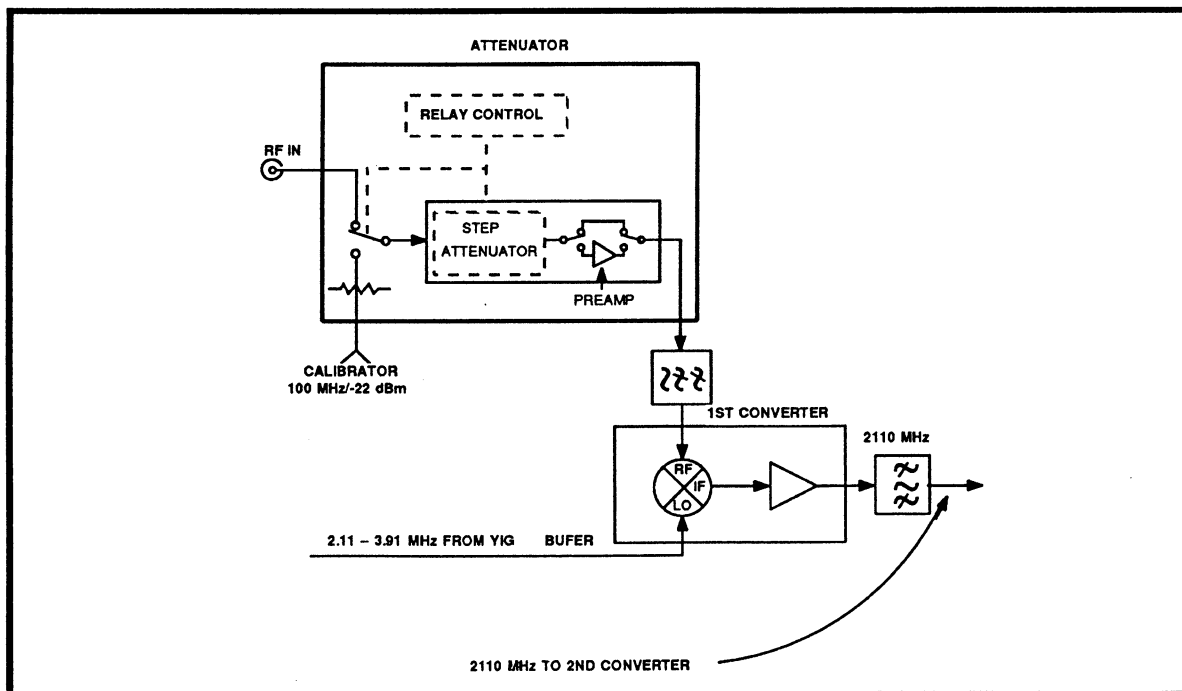 ATTENUATOR
RELAY CONTROL
RF IN
STEP
ATTENUATOR
PREAMP
CALIBRATOR
100 MHz/-22 dBm
1ST CONVERTER
2110 MHz
RF
IF
LO
2.11 – 3.91 MHz FROM YIG BUFER
2110 MHz TO 2ND CONVERTER